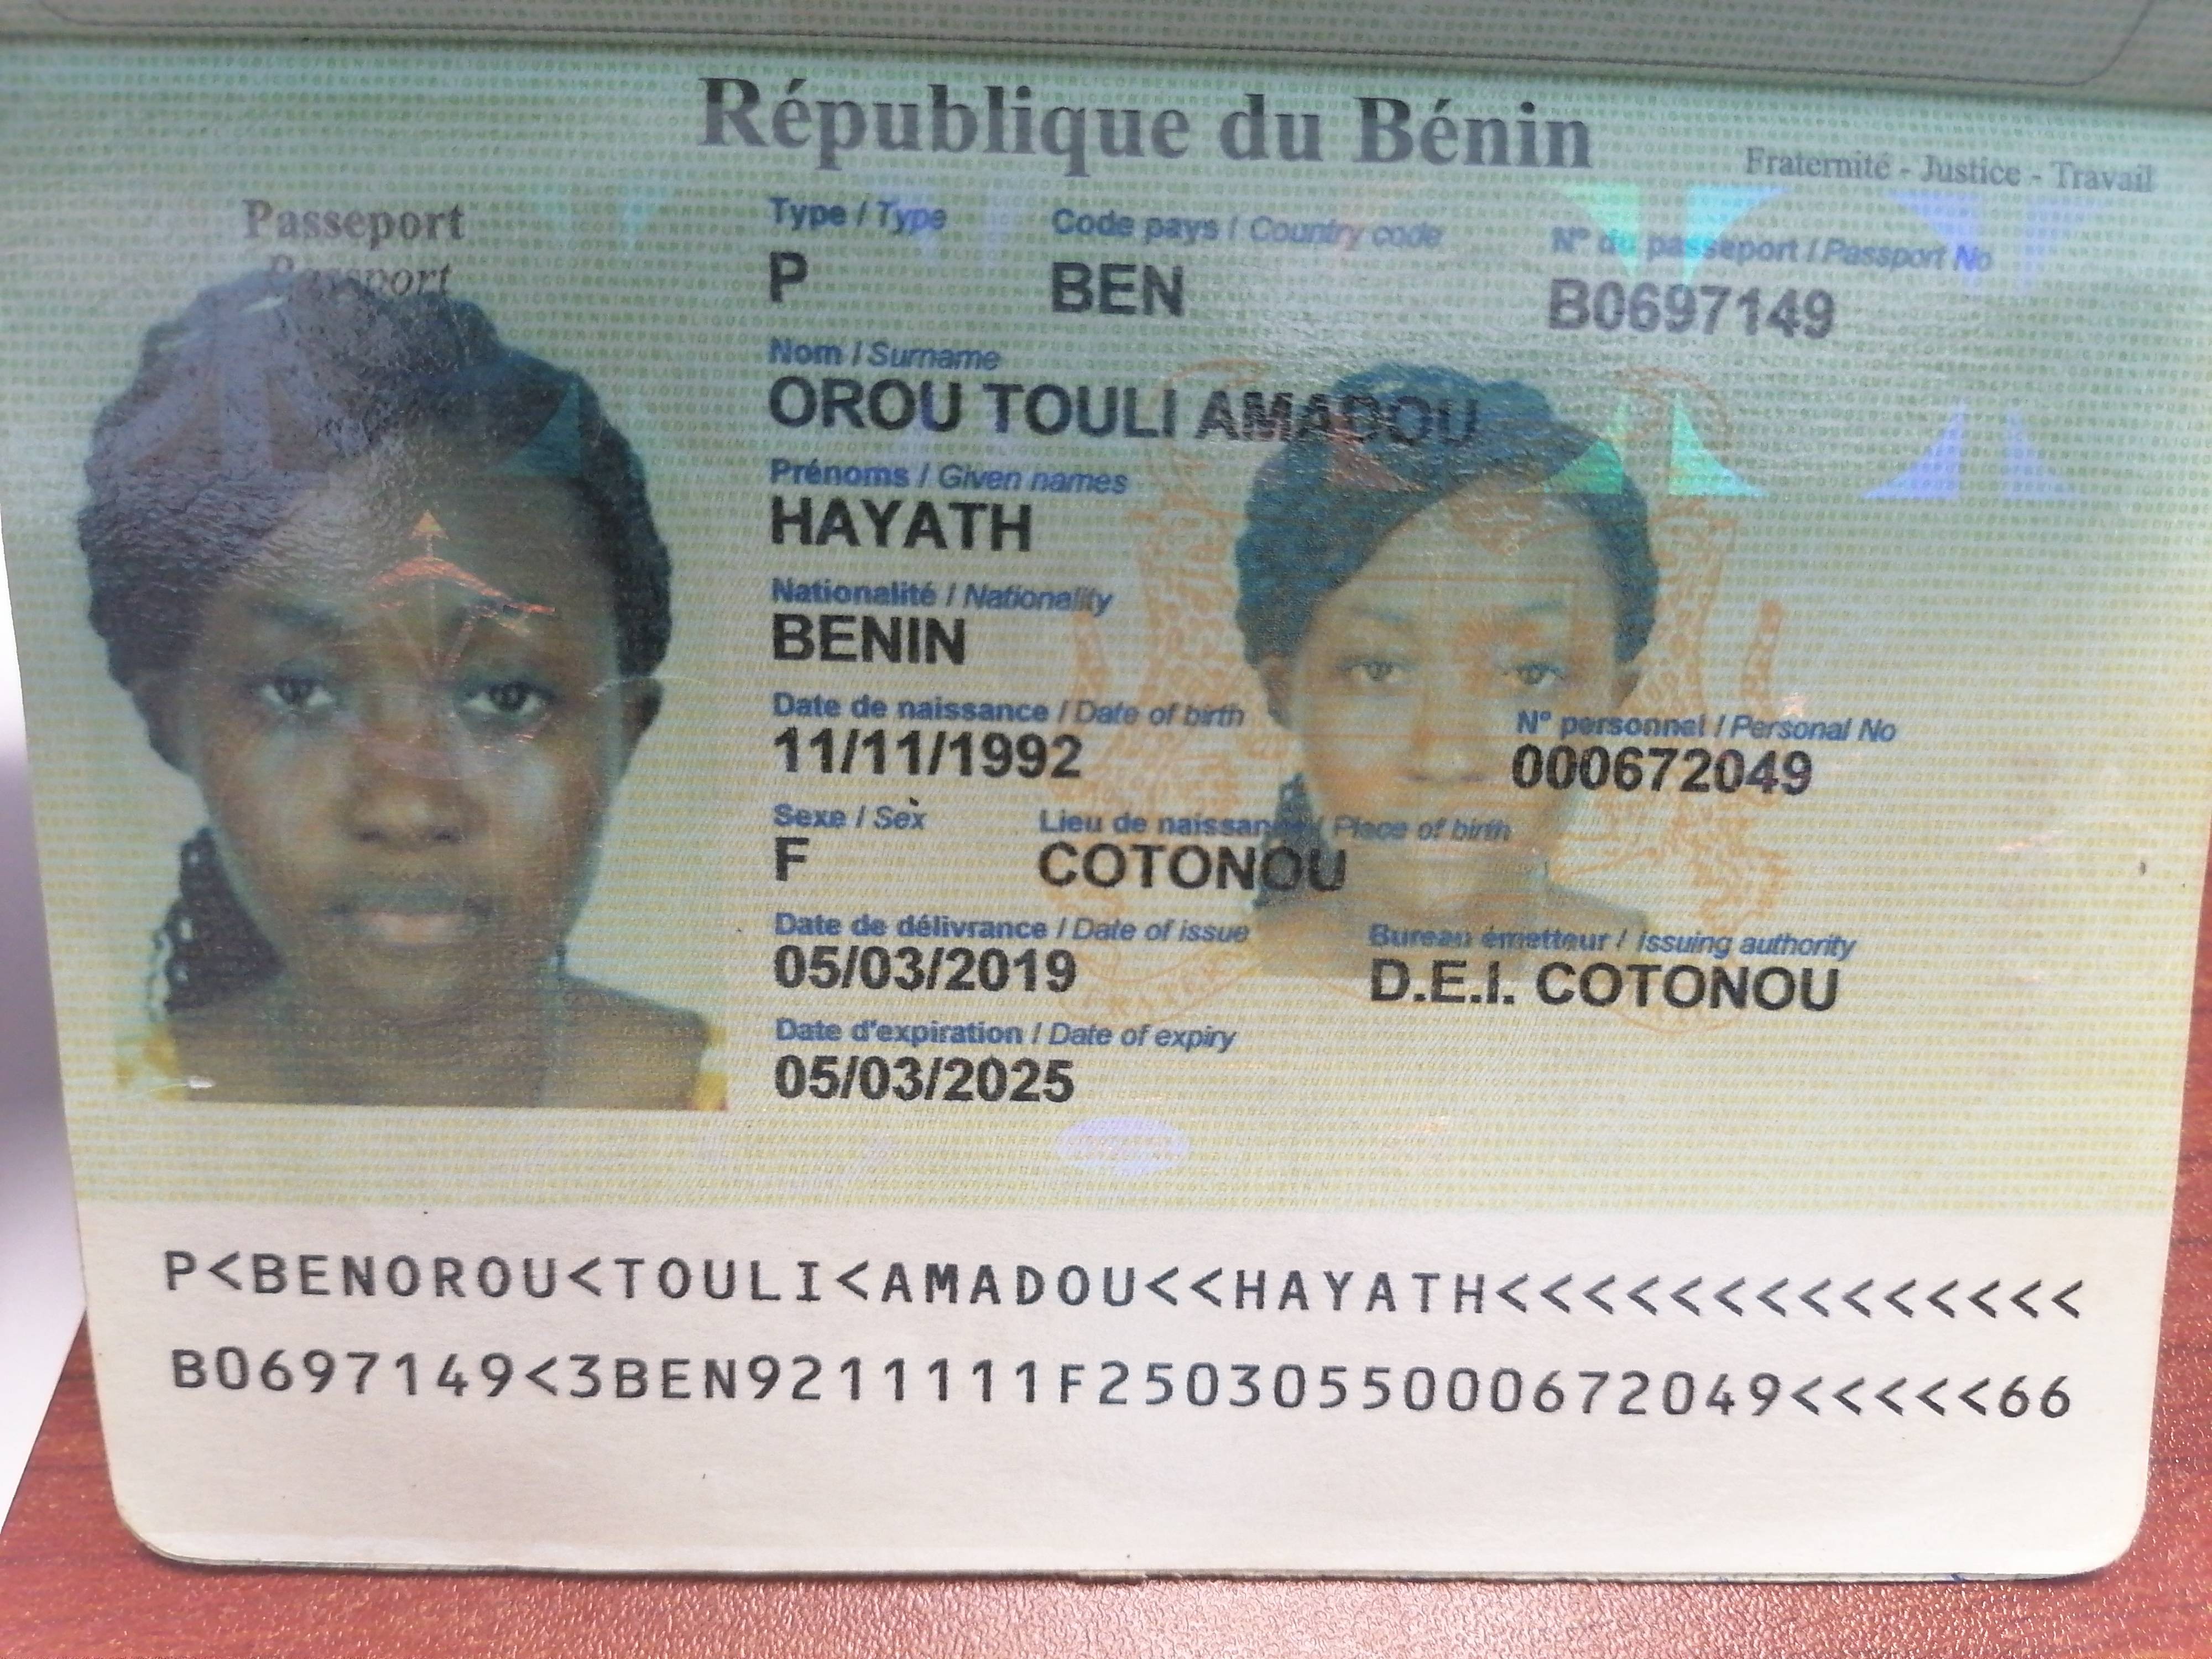 République du Bénin
Fraternité - Justice - Travail
Passeport
Passport
Type / Type
Code pays / Country code
N° du passeport / Passport No
P
BEN
B0697149
Nom / Surname
OROU TOULI AMADOU
Prénoms / Given names
HAYATH
Nationalité / Nationality
BENIN
Date de naissance / Date of birth
N° personnel / Personal No
11/11/1992
000672049
Sexe / Sex
Lieu de naissance / Place of birth
F
COTONOU
Date de délivrance / Date of issue
Bureau émetteur / issuing authority
05/03/2019
D.E.I. COTONOU
Date d'expiration / Date of expiry
05/03/2025
P<BENOROU<TOULI<AMADOU<<HAYATH<<<<<<<<<<<<<<
B0697149<3BEN9211111F2503055000672049<<<<<66